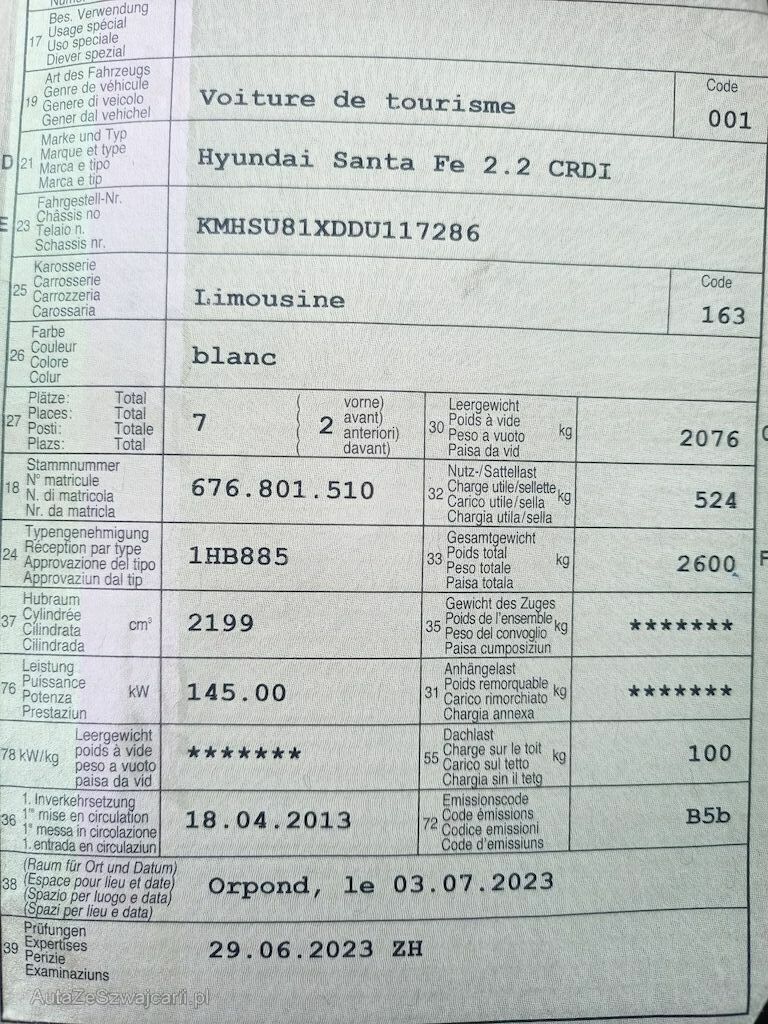 Bes. Verwendung
Usage spécial
17 Uso speciale
Diever spezial
Art des Fahrzeugs
Genre de véhicule
19 Genere di veicolo
Gener dal vehichel
Voiture de tourisme
Code
001
Marke und Typ
D 21 Marque et type
Marca e tipo
Marca e tip
Hyundai Santa Fe 2.2 CRDI
Fahrgestell-Nr.
E 23 Châssis no
Telaio n.
Schassis nr.
KMHSU81XDDU117286
Karosserie
25 Carrosserie
Carrozzeria
Carossaria
Limousine
Code
163
Farbe
26 Couleur
Colore
Colur
blanc
Plätze: Total
27 Places: Total
Posti: Totale
Plazs: Total
7
( vorne)
( 2 avant)
( anteriori)
( davant)
Leergewicht
30 Poids à vide kg
Peso a vuoto
Paisa da vid
2076
Stammnummer
18 N° matricule
N. di matricola
Nr. da matricla
676.801.510
Nutz-/Sattellast
32 Charge utile/sellette kg
Carico utile/sella
Chargia utila/sella
524
Typengenehmigung
24 Réception par type
Approvazione del tipo
Approvaziun dal tip
1HB885
Gesamtgewicht
33 Poids total kg
Peso totale
Paisa totala
2600
Hubraum
37 Cylindrée cm³
Cilindrata
Cilindrada
2199
Gewicht des Zuges
35 Poids de l'ensemble kg
Peso del convoglio
Paisa cumposiziun
*******
Leistung
76 Puissance kW
Potenza
Prestaziun
145.00
Anhängelast
31 Poids remorquable kg
Carico rimorchiato
Chargia annexa
*******
Leergewicht
78 kW/kg poids à vide
peso a vuoto
paisa da vid
*******
Dachlast
55 Charge sur le toit kg
Carico sul tetto
Chargia sin il tetg
100
1. Inverkehrsetzung
36 1re mise en circulation
1a messa in circolazione
1. entrada en circulaziun
18.04.2013
Emissionscode
72 Code émissions
Codice emissioni
Code d'emissiuns
B5b
(Raum für Ort und Datum)
38 (Espace pour lieu et date)
(Spazio per luogo e data)
(Spazi per lieu e data)
Orpond, le 03.07.2023
Prüfungen
39 Expertises
Perizie
Examinaziuns
29.06.2023 ZH
AutaZeSzwajcarii.pl